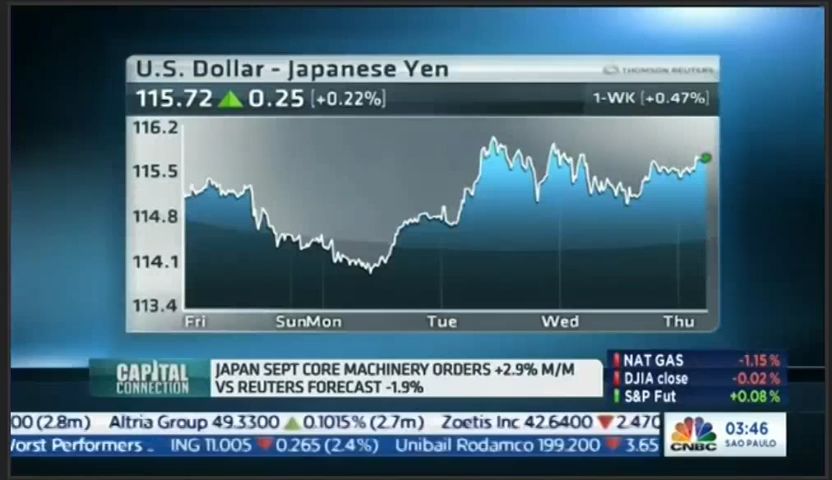 U.S. Dollar - Japanese Yen
THOMSON REUTERS
115.72 0.25 [+0.22%]
1-WK [+0.47%]
116.2
115.5
114.8
114.1
113.4
Fri SunMon Tue Wed Thu
CAPITAL
CONNECTION
JAPAN SEPT CORE MACHINERY ORDERS +2.9% M/M
VS REUTERS FORECAST -1.9%
NAT GAS -1.15%
DJIA close -0.02%
S&P Fut +0.08%
00 (2.8m) Altria Group 49.3300 0.1015% (2.7m) Zoetis Inc 42.6400 2.470
orst Performers ING 11.005 0.265 (2.4%) Unibail Rodamco 199.200 3.65
CNBC
03:46
SAO PAULO